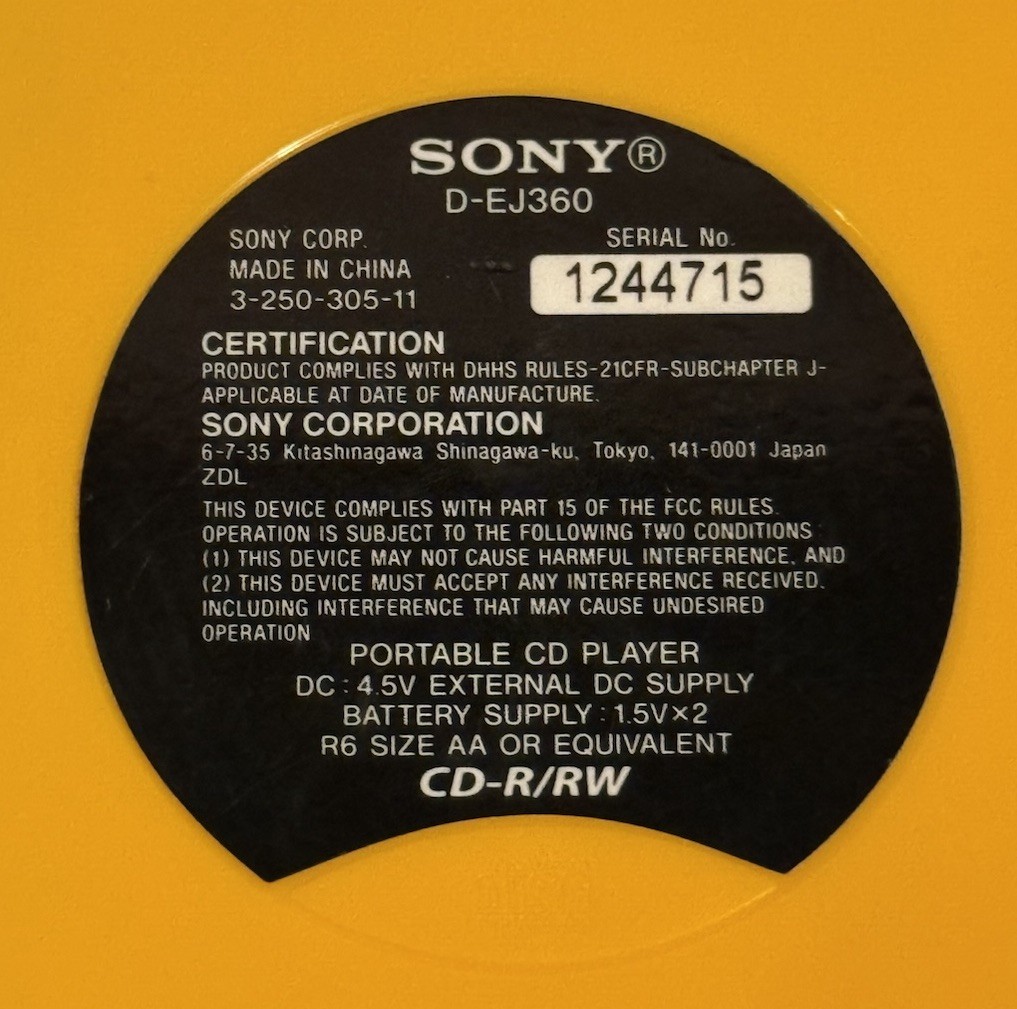 SONY®
D-EJ360
SONY CORP.
MADE IN CHINA
3-250-305-11
SERIAL No.
1244715
CERTIFICATION
PRODUCT COMPLIES WITH DHHS RULES-21CFR-SUBCHAPTER J-
APPLICABLE AT DATE OF MANUFACTURE.
SONY CORPORATION
6-7-35 Kitashinagawa Shinagawa-ku, Tokyo, 141-0001 Japan
ZDL
THIS DEVICE COMPLIES WITH PART 15 OF THE FCC RULES.
OPERATION IS SUBJECT TO THE FOLLOWING TWO CONDITIONS:
(1) THIS DEVICE MAY NOT CAUSE HARMFUL INTERFERENCE, AND
(2) THIS DEVICE MUST ACCEPT ANY INTERFERENCE RECEIVED,
INCLUDING INTERFERENCE THAT MAY CAUSE UNDESIRED
OPERATION
PORTABLE CD PLAYER
DC : 4.5V EXTERNAL DC SUPPLY
BATTERY SUPPLY : 1.5V×2
R6 SIZE AA OR EQUIVALENT
CD-R/RW